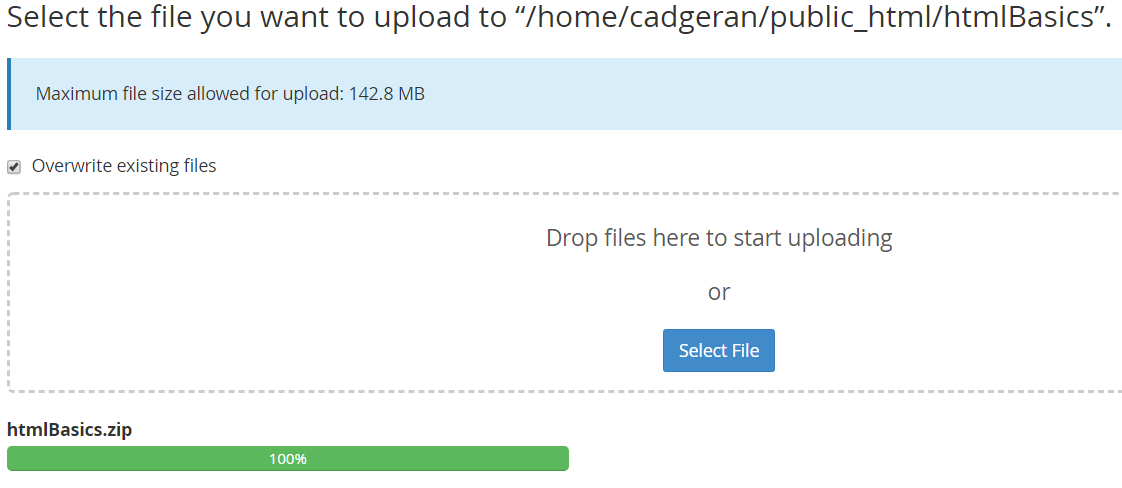 Select the file you want to upload to “/home/cadgeran/public_html/htmlBasics”.
Maximum file size allowed for upload: 142.8 MB
Overwrite existing files
Drop files here to start uploading
or
Select File
htmlBasics.zip
100%